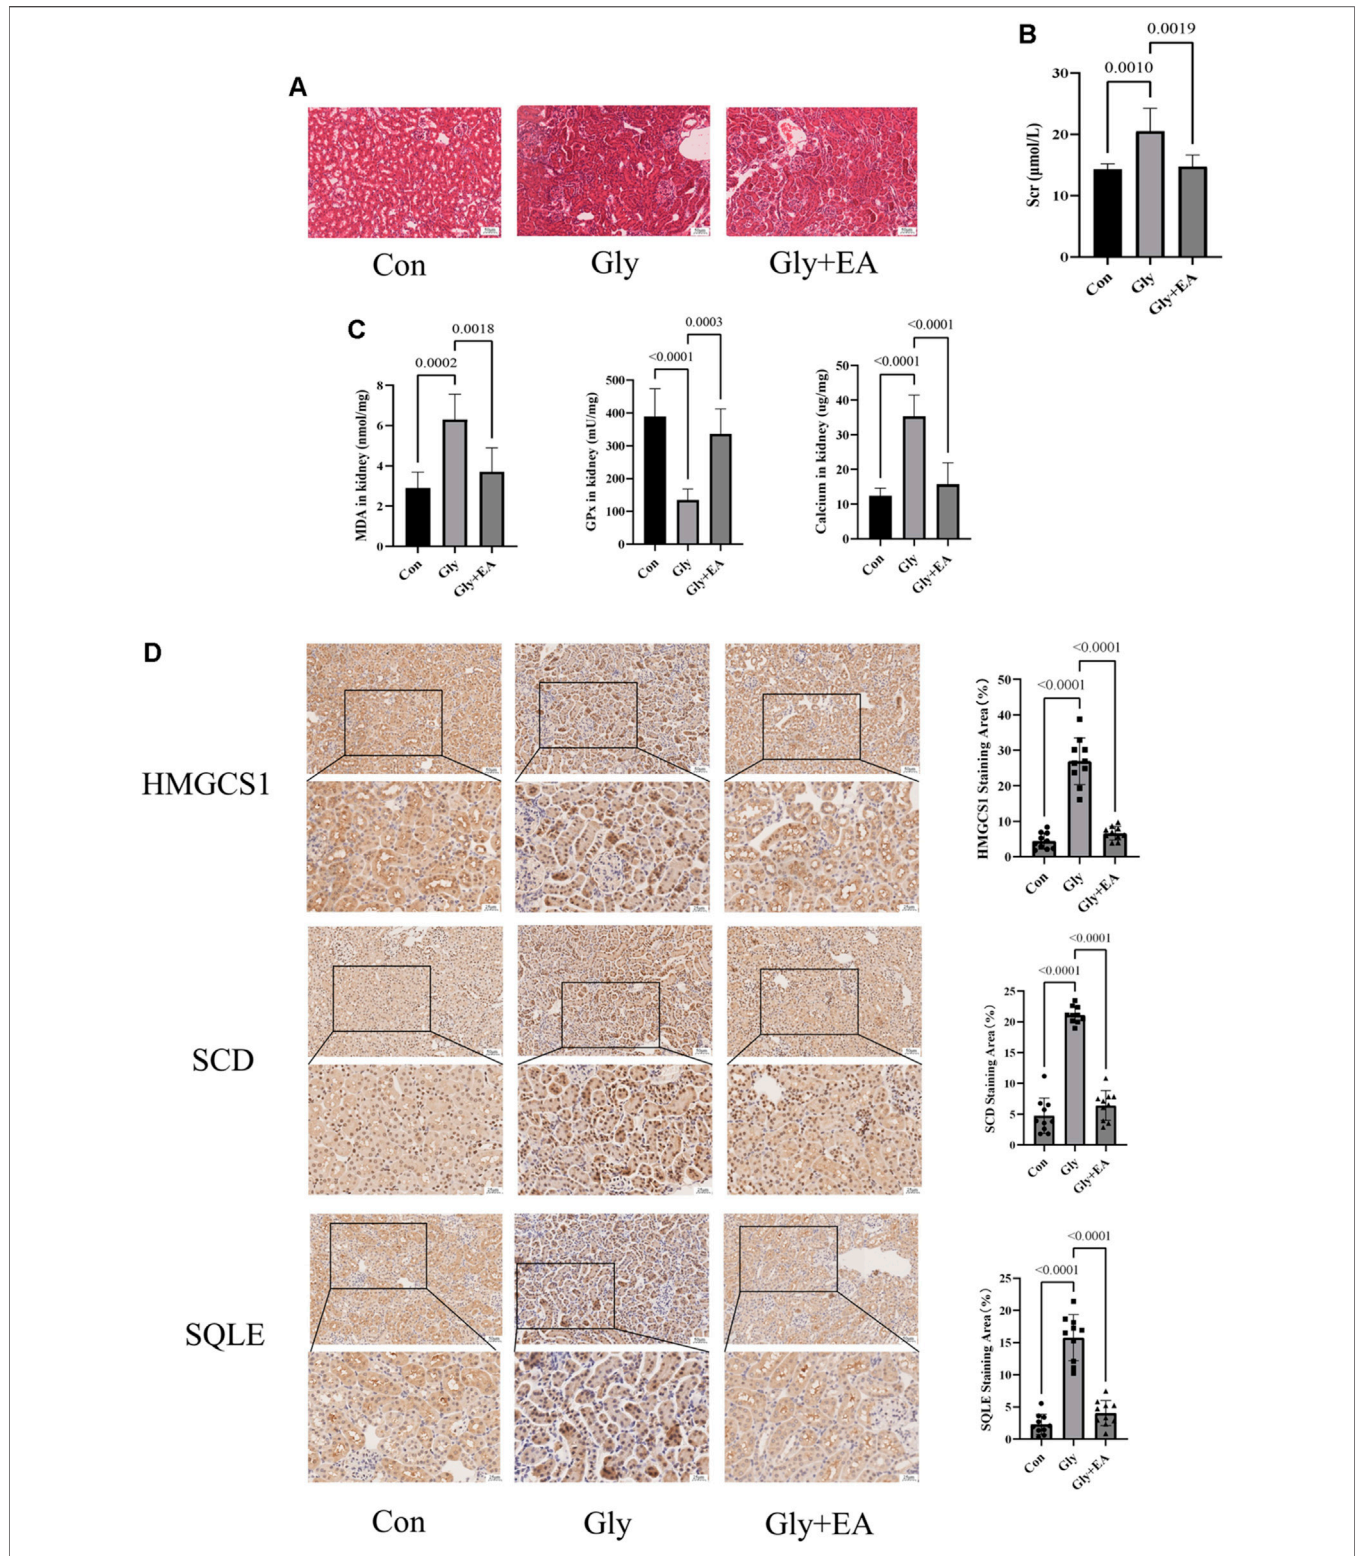 A
Con
Gly
Gly+EA
B
0.0019
0.0010
Scr (μmol/L)
30
20
10
0
Con
Gly
Gly+EA
C
0.0018
0.0002
MDA in kidney (nmol/mg)
8
6
4
2
0
Con
Gly
Gly+EA
0.0003
<0.0001
GPx in kidney (mU/mg)
500
400
300
200
100
0
Con
Gly
Gly+EA
<0.0001
<0.0001
Calcium in kidney (ug/mg)
50
40
30
20
10
0
Con
Gly
Gly+EA
D
HMGCS1
<0.0001
<0.0001
HMGCS1 Staining Area(%)
50
40
30
20
10
0
Con
Gly
Gly+EA
SCD
<0.0001
<0.0001
SCD Staining Area(%)
25
20
15
10
5
0
Con
Gly
Gly+EA
SQLE
<0.0001
<0.0001
SQLE Staining Area(%)
25
20
15
10
5
0
Con
Gly
Gly+EA
Con
Gly
Gly+EA